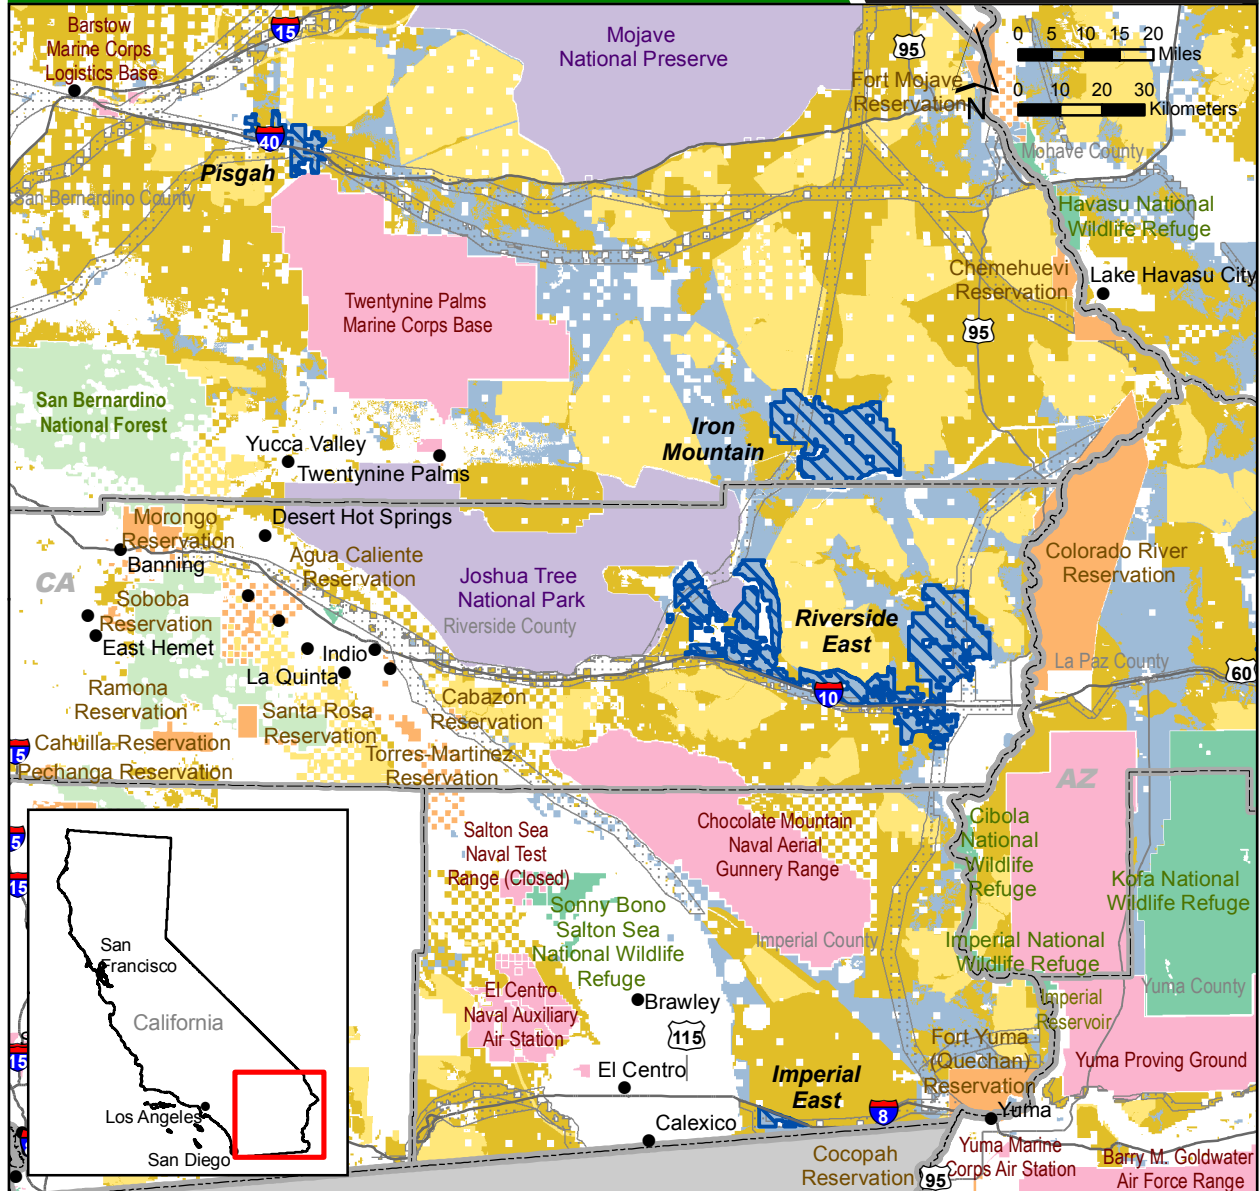 Barstow
Marine Corps
Logistics Base
15
Mojave
National Preserve
95
0 5 10 15 20
Miles
0 10 20 30
Kilometers
N
Fort Mojave
Reservation
40
Pisgah
San Bernardino County
Mohave County
Havasu National
Wildlife Refuge
Chemehuevi
Reservation
Lake Havasu City
95
Twentynine Palms
Marine Corps Base
San Bernardino
National Forest
Iron
Mountain
Yucca Valley
Twentynine Palms
Morongo
Reservation
Desert Hot Springs
Banning
Agua Caliente
Reservation
CA
Soboba
Reservation
East Hemet
Joshua Tree
National Park
Riverside County
Riverside
East
Colorado River
Reservation
Indio
La Quinta
La Paz County
60
10
Ramona
Reservation
Santa Rosa
Reservation
Cabazon
Reservation
Cahuilla Reservation
Torres-Martinez
Reservation
15
Pechanga Reservation
AZ
Salton Sea
Naval Test
Range (Closed)
Chocolate Mountain
Naval Aerial
Gunnery Range
Cibola
National
Wildlife
Refuge
Kofa National
Wildlife Refuge
5
15
Sonny Bono
Salton Sea
National Wildlife
Refuge
Imperial County
Imperial National
Wildlife Refuge
San
Francisco
California
El Centro
Naval Auxiliary
Air Station
Brawley
115
Imperial
Reservoir
Yuma County
15
Fort Yuma
(Quechan)
Reservation
Yuma Proving Ground
El Centro
Imperial
East
8
Los Angeles
San Diego
Calexico
Yuma
Cocopah
Reservation
95
Yuma Marine
Corps Air Station
Barry M. Goldwater
Air Force Range